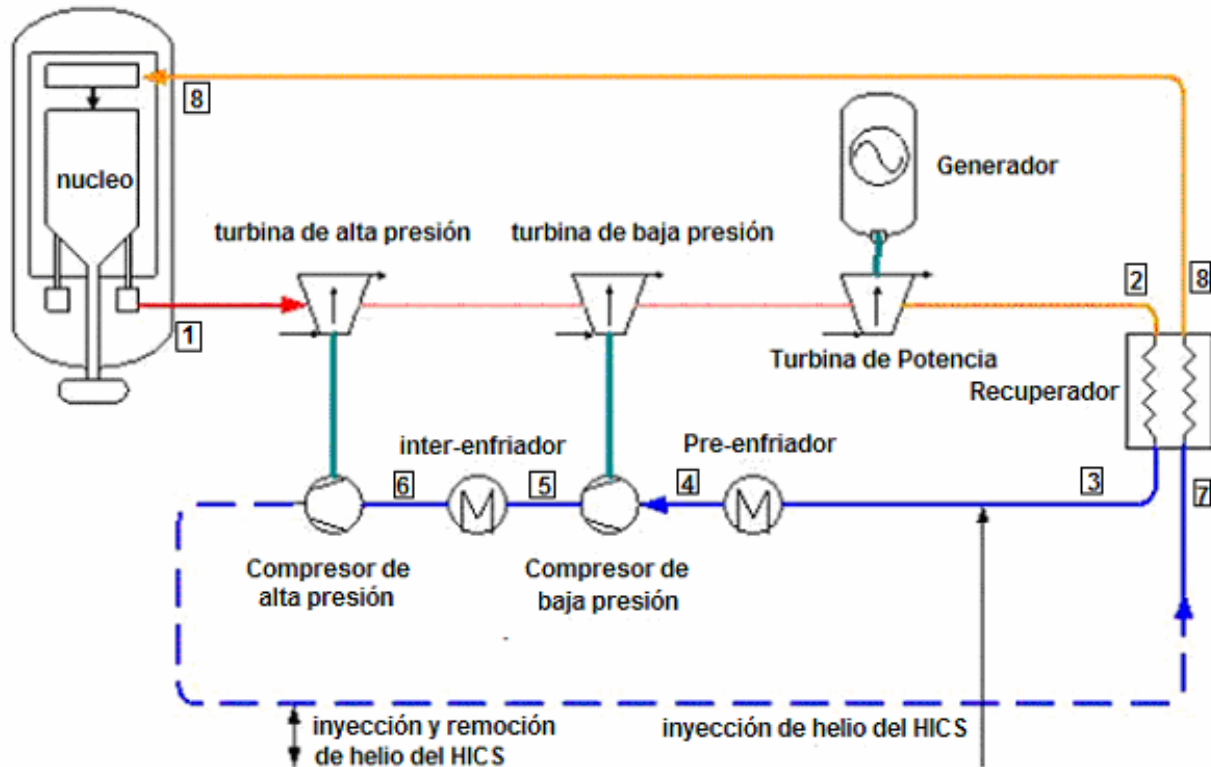 8
nucleo
Generador
turbina de alta presión
turbina de baja presión
1
2
8
Turbina de Potencia
Recuperador
inter-enfriador
Pre-enfriador
6
5
4
3
7
Compresor de
alta presión
Compresor de
baja presión
inyección y remoción
de helio del HICS
inyección de helio del HICS